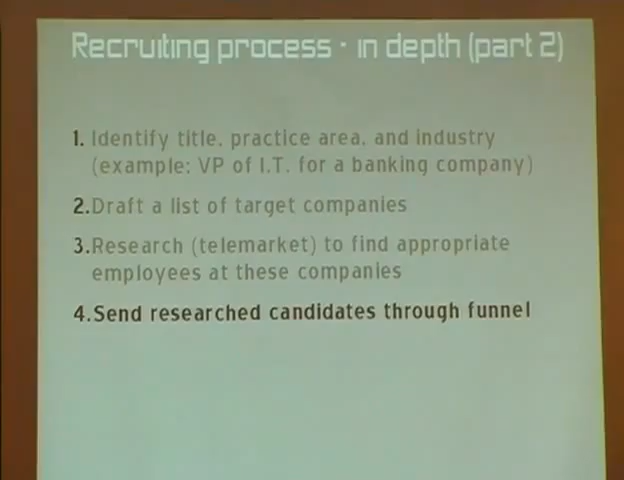 Recruiting process - in depth (part 2)
1. Identify title, practice area, and industry
(example: VP of I.T. for a banking company)
2.Draft a list of target companies
3.Research (telemarket) to find appropriate
employees at these companies
4.Send researched candidates through funnel